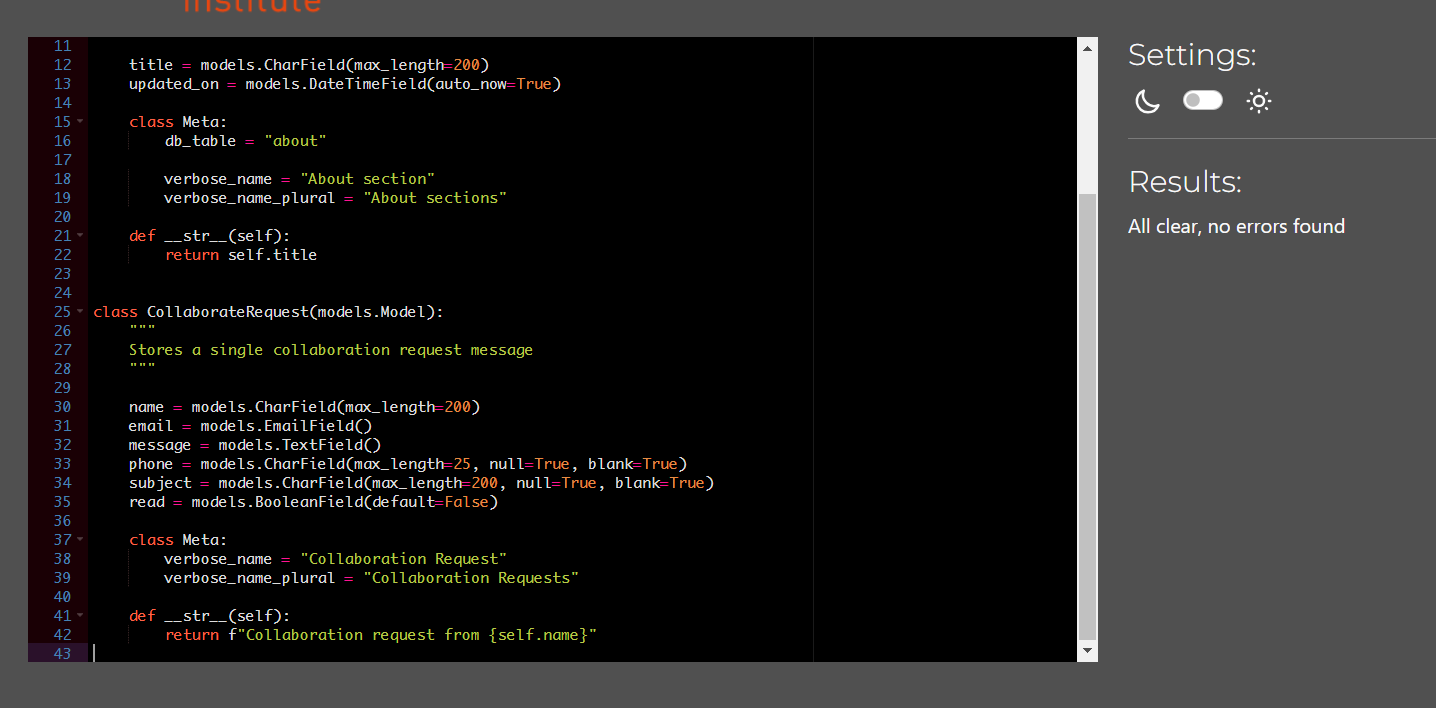 institute
11
12 title = models.CharField(max_length=200)
13 updated_on = models.DateTimeField(auto_now=True)
14
15 class Meta:
16 db_table = "about"
17
18 verbose_name = "About section"
19 verbose_name_plural = "About sections"
20
21 def __str__(self):
22 return self.title
23
24
25 class CollaborateRequest(models.Model):
26 """
27 Stores a single collaboration request message
28 """
29
30 name = models.CharField(max_length=200)
31 email = models.EmailField()
32 message = models.TextField()
33 phone = models.CharField(max_length=25, null=True, blank=True)
34 subject = models.CharField(max_length=200, null=True, blank=True)
35 read = models.BooleanField(default=False)
36
37 class Meta:
38 verbose_name = "Collaboration Request"
39 verbose_name_plural = "Collaboration Requests"
40
41 def __str__(self):
42 return f"Collaboration request from {self.name}"
43
Settings:
Results:
All clear, no errors found